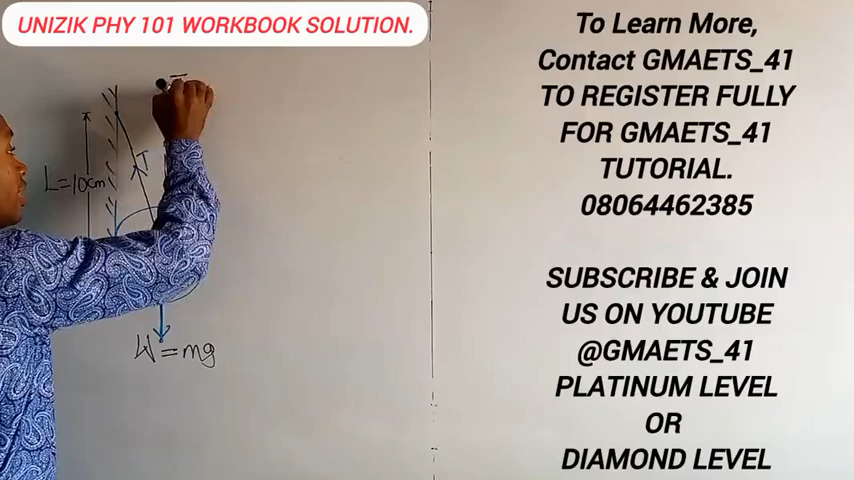 UNIZIK PHY 101 WORKBOOK SOLUTION.
T
L=10cm
W=mg
To Learn More,
Contact GMAETS_41
TO REGISTER FULLY
FOR GMAETS_41
TUTORIAL.
08064462385
SUBSCRIBE & JOIN
US ON YOUTUBE
@GMAETS_41
PLATINUM LEVEL
OR
DIAMOND LEVEL